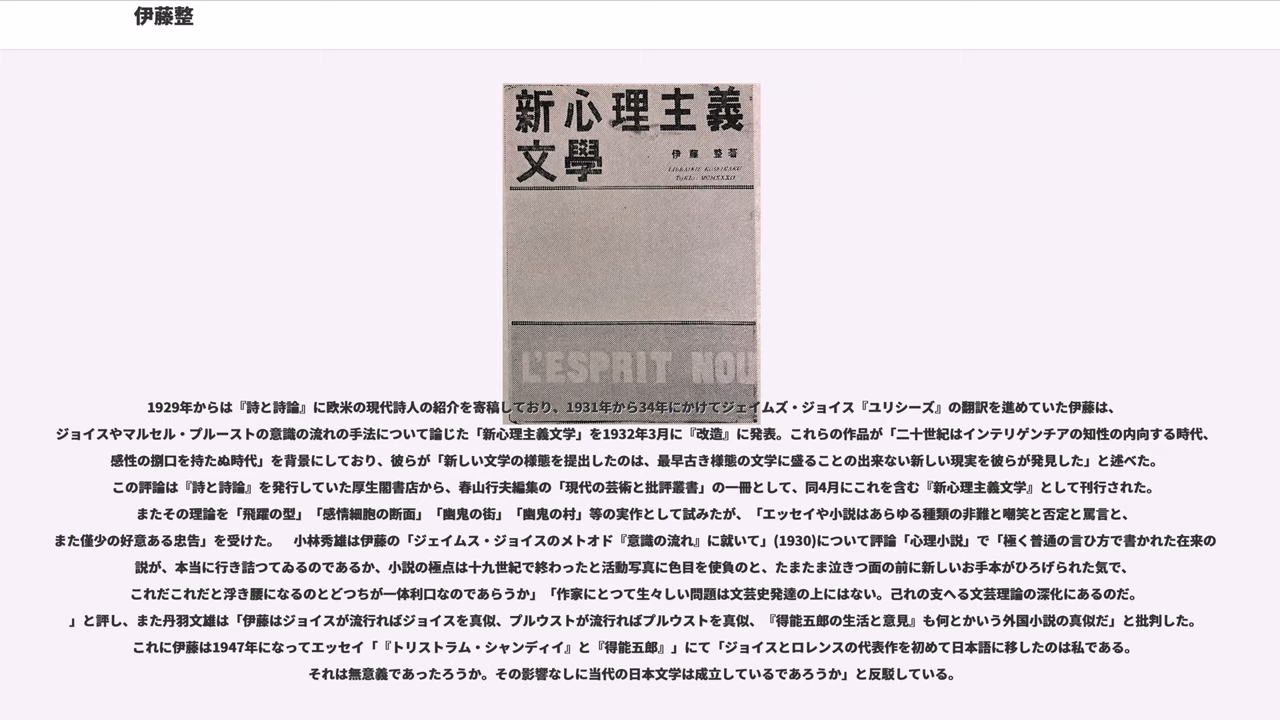 伊藤整
新心理主義
文學
伊藤 整著
LIBRAIRIE KOSEIKAKU
TOKIO MCMXXXII
L'ESPRIT NOU
1929年からは『詩と詩論』に欧米の現代詩人の紹介を寄稿しており、1931年から34年にかけてジェイムズ・ジョイス『ユリシーズ』の翻訳を進めていた伊藤は、
ジョイスやマルセル・プルーストの意識の流れの手法について論じた「新心理主義文学」を1932年3月に『改造』に発表。これらの作品が「二十世紀はインテリゲンチアの知性の内向する時代、
感性の捌口を持たぬ時代」を背景にしており、彼らが「新しい文学の様態を提出したのは、最早古き様態の文学に盛ることの出来ない新しい現実を彼らが発見した」と述べた。
この評論は『詩と詩論』を発行していた厚生閣書店から、春山行夫編集の「現代の芸術と批評叢書」の一冊として、同4月にこれを含む『新心理主義文学』として刊行された。
またその理論を「飛躍の型」「感情細胞の断面」「幽鬼の街」「幽鬼の村」等の実作として試みたが、「エッセイや小説はあらゆる種類の非難と嘲笑と否定と罵言と、
また僅少の好意ある忠告」を受けた。　小林秀雄は伊藤の「ジェイムス・ジョイスのメトオド『意識の流れ』に就いて」(1930)について評論「心理小説」で「極く普通の言ひ方で書かれた在来の
説が、本当に行き詰つてゐるのであるか、小説の極点は十九世紀で終わったと活動写真に色目を使負のと、たまたま泣きつ面の前に新しいお手本がひろげられた気で、
これだこれだと浮き腰になるのとどつちが一体利口なのであらうか」「作家にとつて生々しい問題は文芸史発達の上にはない。己れの支へる文芸理論の深化にあるのだ。
」と評し、また丹羽文雄は「伊藤はジョイスが流行ればジョイスを真似、プルウストが流行ればプルウストを真似、『得能五郎の生活と意見』も何とかいう外国小説の真似だ」と批判した。
これに伊藤は1947年になってエッセイ「『トリストラム・シャンディイ』と『得能五郎』」にて「ジョイスとロレンスの代表作を初めて日本語に移したのは私である。
それは無意義であったろうか。その影響なしに当代の日本文学は成立しているであろうか」と反駁している。